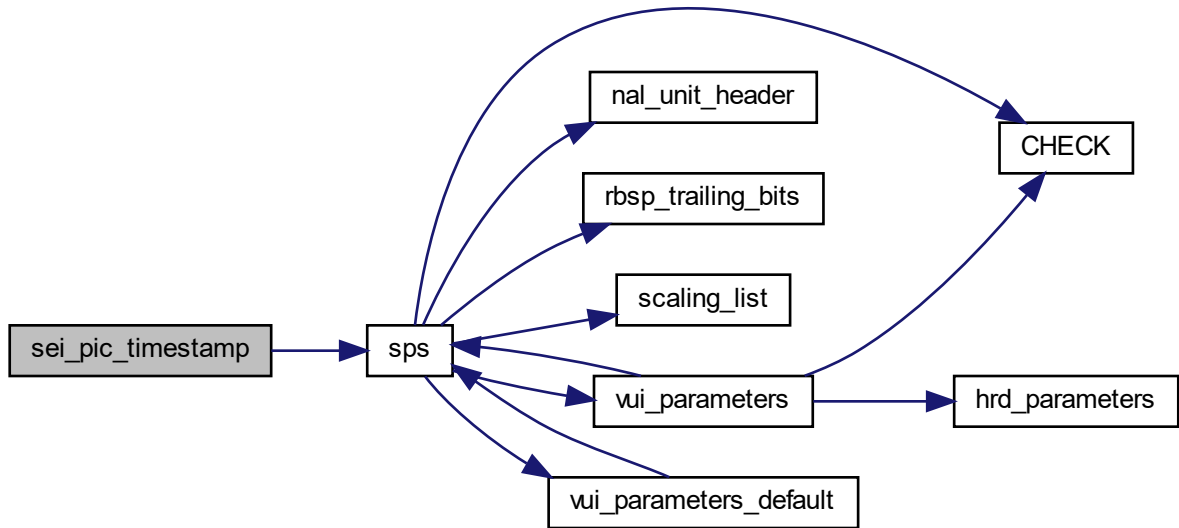 nal_unit_header
CHECK
rbsp_trailing_bits
scaling_list
sei_pic_timestamp
sps
vui_parameters
hrd_parameters
vui_parameters_default